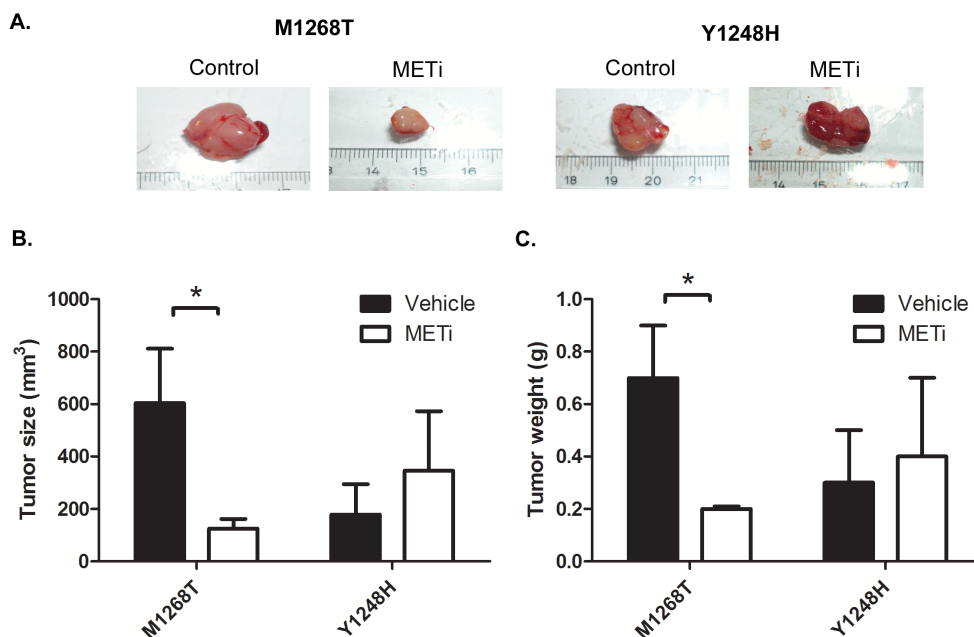 A.
M1268T
Y1248H
Control
METi
Control
METi
14 15 16
18 19 20 21
14 15 16 17
B.
C.
Tumor size (mm³)
1000
800
600
400
200
0
*
Vehicle
METi
M1268T
Y1248H
Tumor weight (g)
1.0
0.8
0.6
0.4
0.2
0.0
*
Vehicle
METi
M1268T
Y1248H